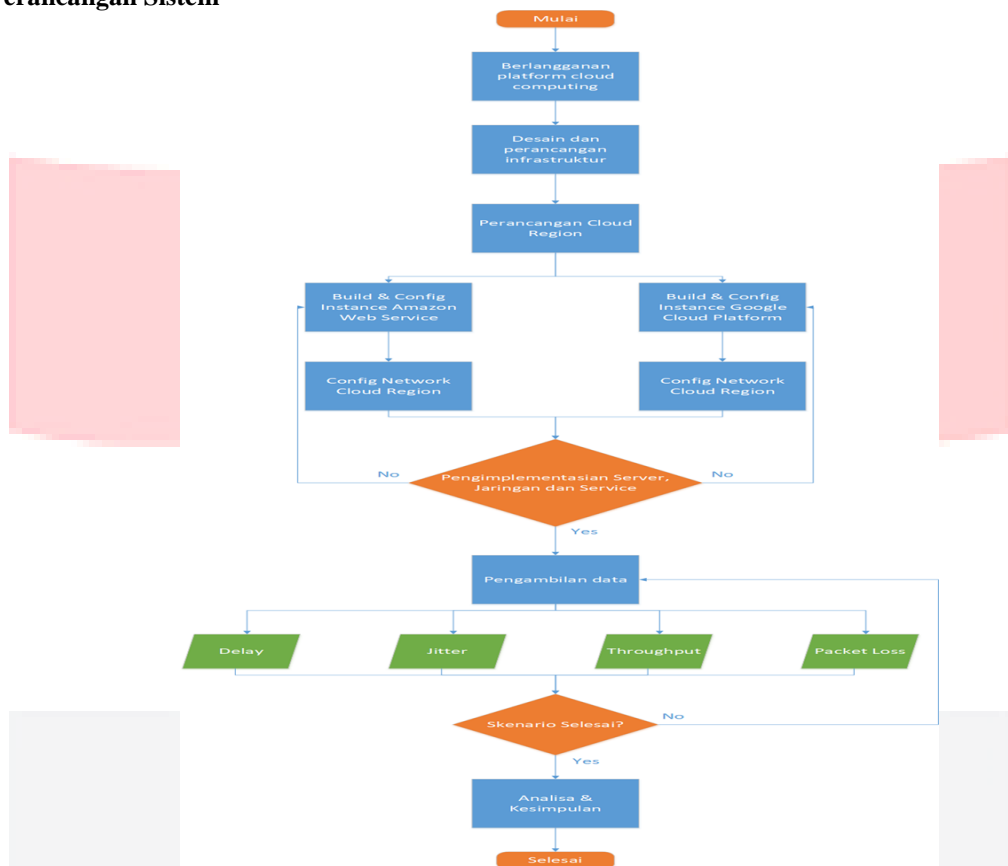 Perancangan Sistem
Mulai
Berlangganan
platform cloud
computing
Desain dan
perancangan
infrastruktur
Perancangan Cloud
Region
Build & Config
Instance Amazon
Web Service
Build & Config
Instance Google
Cloud Platform
Config Network
Cloud Region
Config Network
Cloud Region
No
Pengimplementasian Server,
Jaringan dan Service
No
Yes
Pengambilan data
Delay
Jitter
Throughput
Packet Loss
Skenario Selesai?
No
Yes
Analisa &
Kesimpulan
Selesai